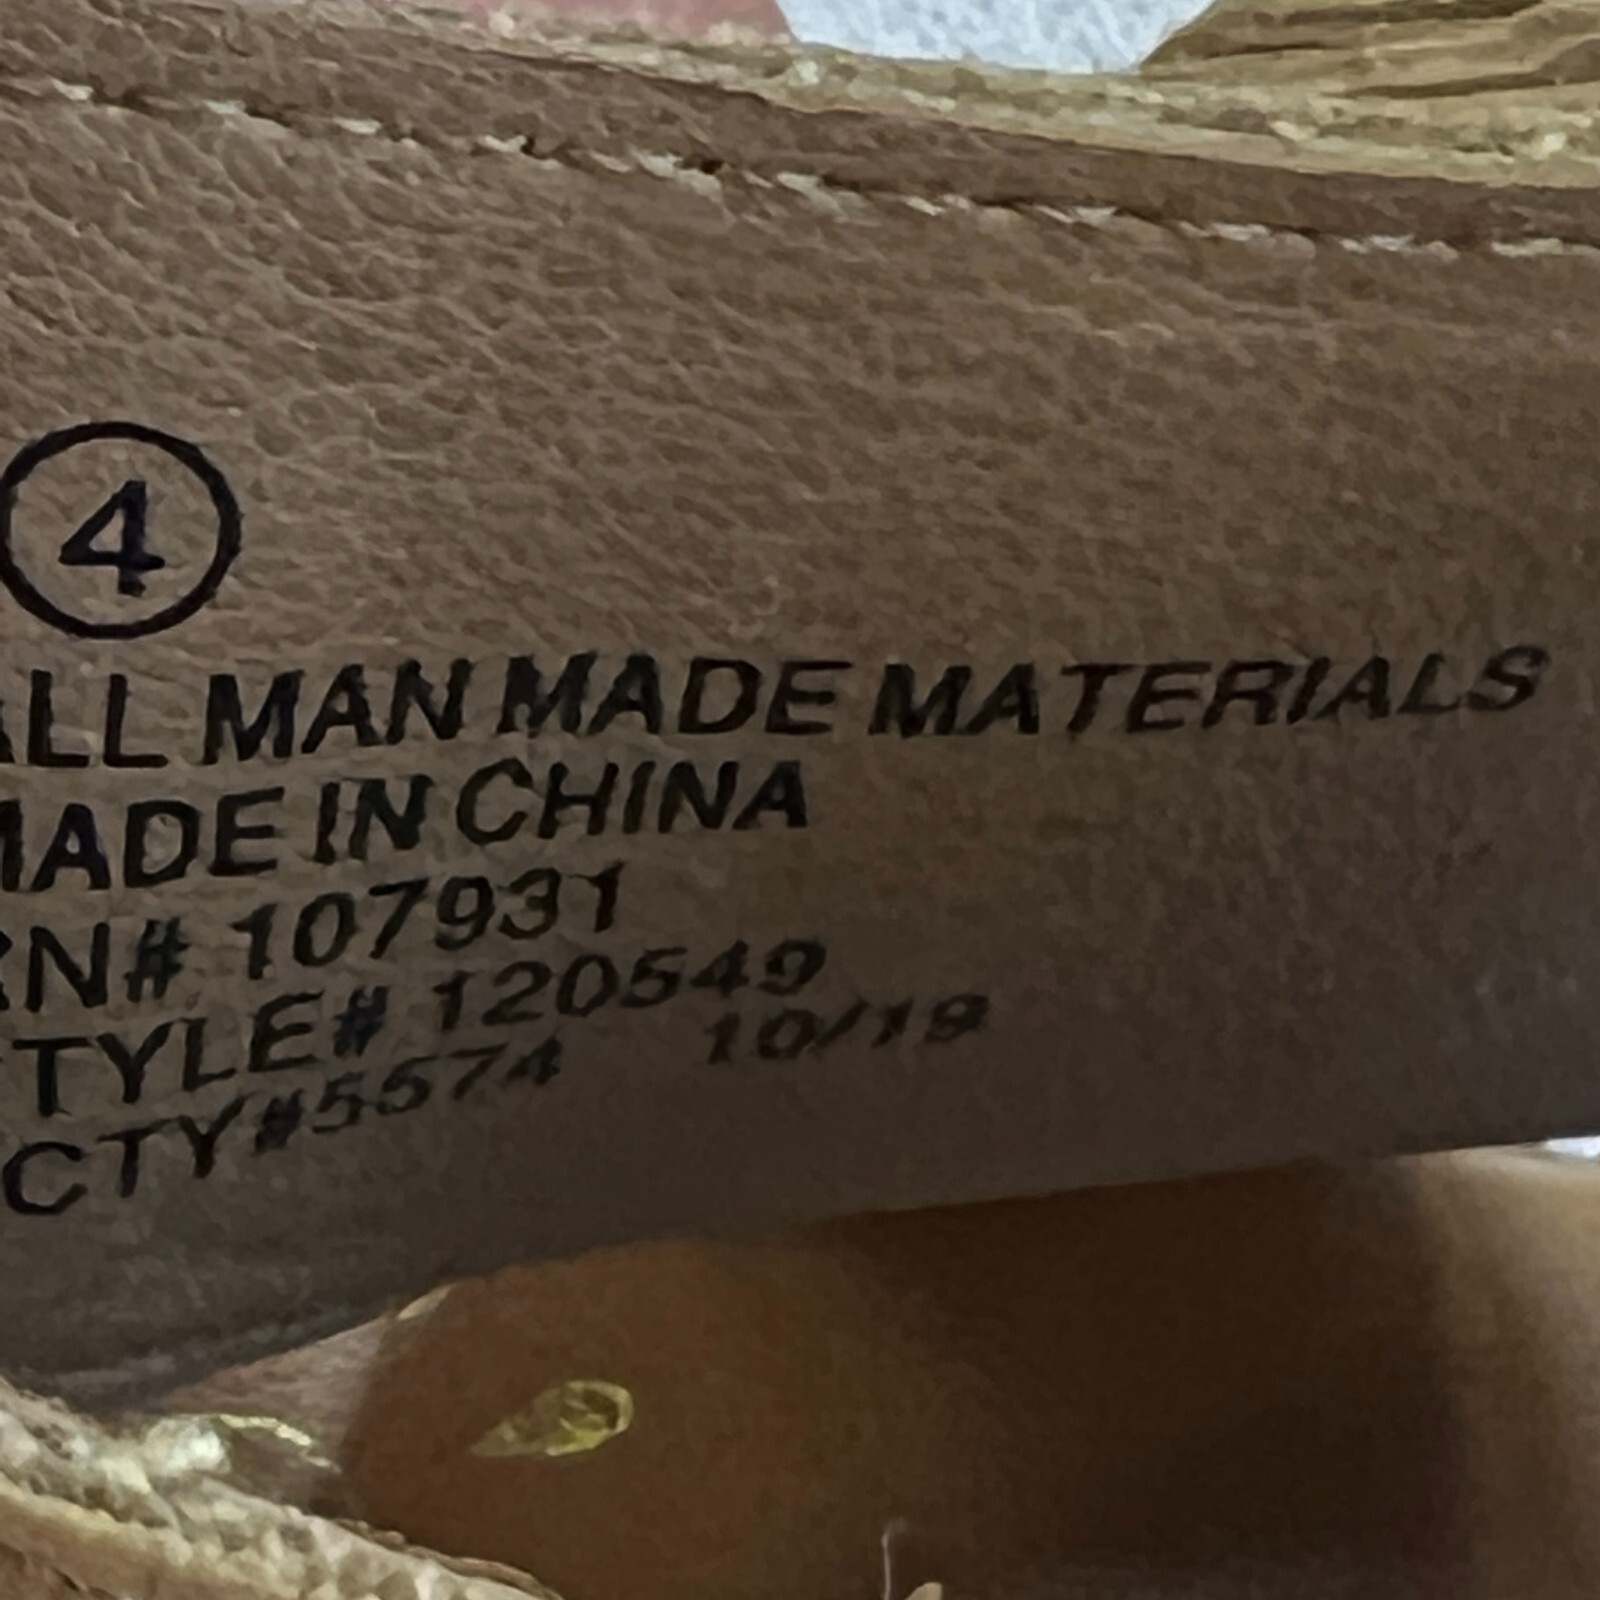 4
ALL MAN MADE MATERIALS
MADE IN CHINA
RN# 107931
STYLE# 120549
CTY#5574 10/19